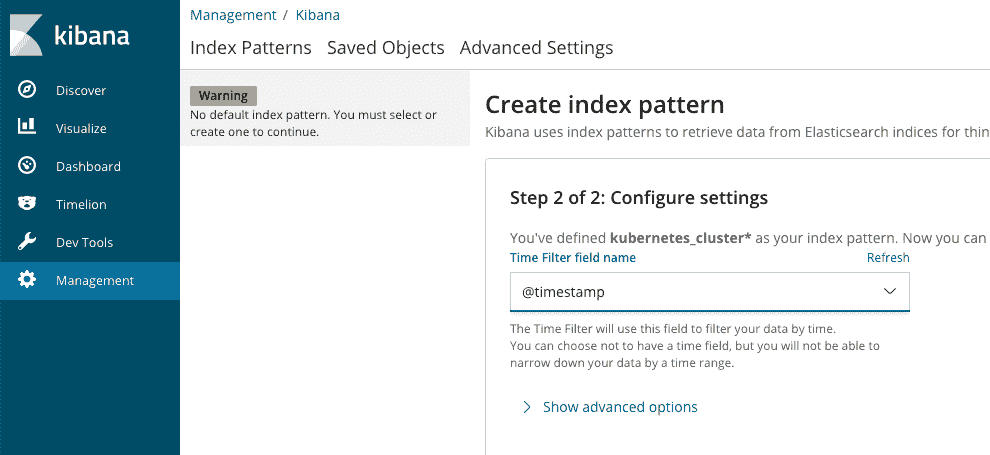 kibana
Discover
Visualize
Dashboard
Timelion
Dev Tools
Management
Management / Kibana
Index Patterns Saved Objects Advanced Settings
Warning
No default index pattern. You must select or
create one to continue.
Create index pattern
Kibana uses index patterns to retrieve data from Elasticsearch indices for thin
Step 2 of 2: Configure settings
You've defined kubernetes_cluster* as your index pattern. Now you can
Time Filter field name Refresh
@timestamp
The Time Filter will use this field to filter your data by time.
You can choose not to have a time field, but you will not be able to
narrow down your data by a time range.
Show advanced options